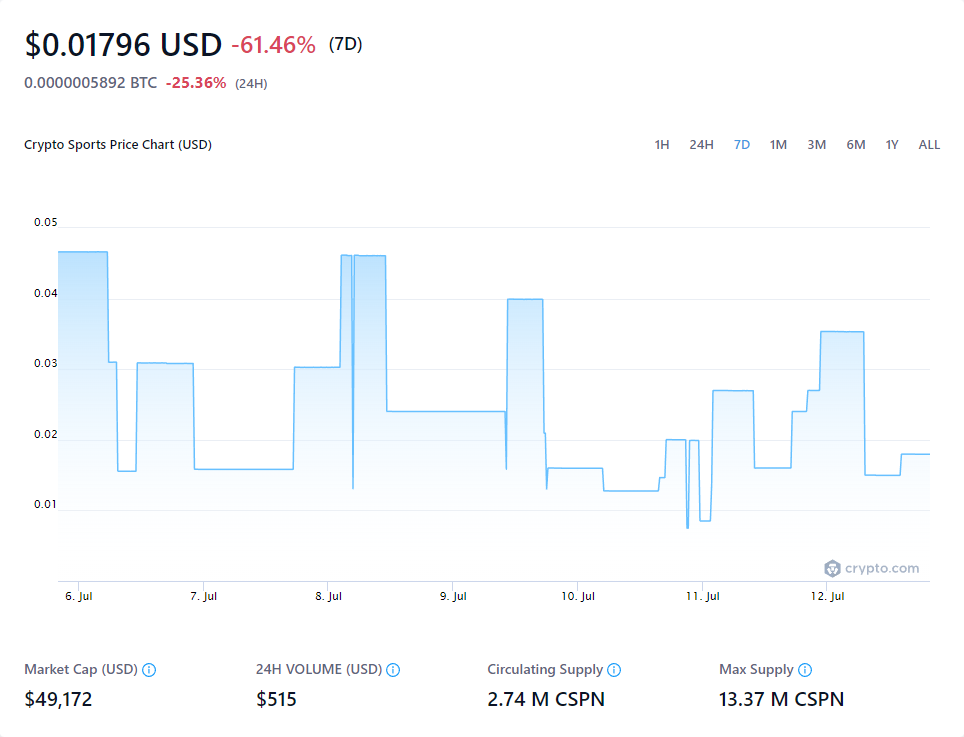 $0.01796 USD -61.46% (7D)
0.0000005892 BTC -25.36% (24H)
Crypto Sports Price Chart (USD) 1H 24H 7D 1M 3M 6M 1Y ALL
0.05
0.04
0.03
0.02
0.01
crypto.com
6. Jul 7. Jul 8. Jul 9. Jul 10. Jul 11. Jul 12. Jul
Market Cap (USD) 24H VOLUME (USD) Circulating Supply Max Supply
$49,172 $515 2.74 M CSPN 13.37 M CSPN